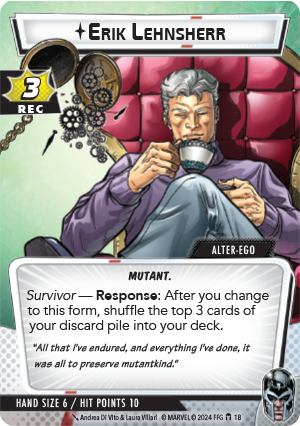 Erik Lehnsherr
3
REC
ALTER-EGO
MUTANT.
Survivor — Response: After you change
to this form, shuffle the top 3 cards of
your discard pile into your deck.
"All that I've endured, and everything I've done, it
was all to preserve mutantkind."
HAND SIZE 6 / HIT POINTS 10
Andrea Di Vito & Laura Villari © MARVEL © 2024 FFG 1B